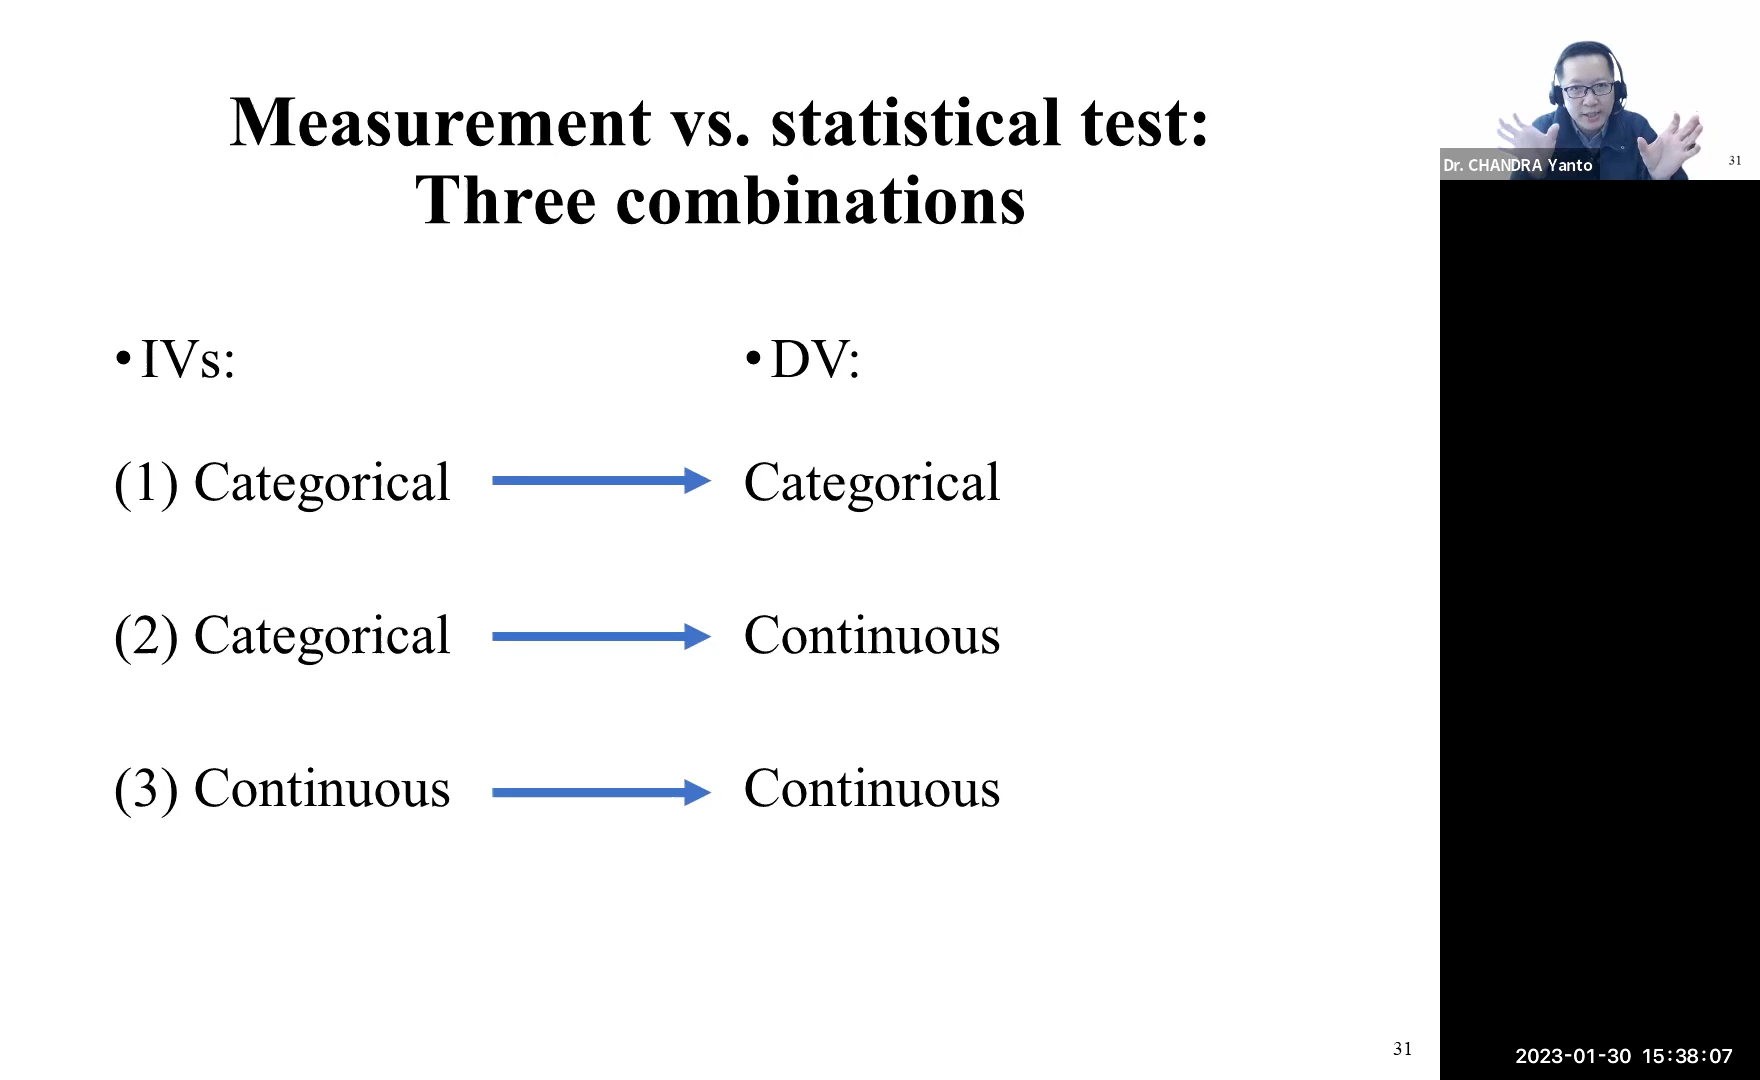 Measurement vs. statistical test:
Three combinations
• IVs:
• DV:
(1) Categorical
Categorical
(2) Categorical
Continuous
(3) Continuous
Continuous
31
Dr. CHANDRA Yanto
31
2023-01-30 15:38:07